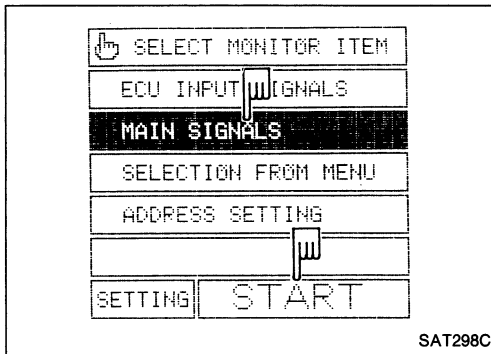 SELECT MONITOR ITEM
ECU INPUT SIGNALS
MAIN SIGNALS
SELECTION FROM MENU
ADDRESS SETTING
SETTING START
SAT298C